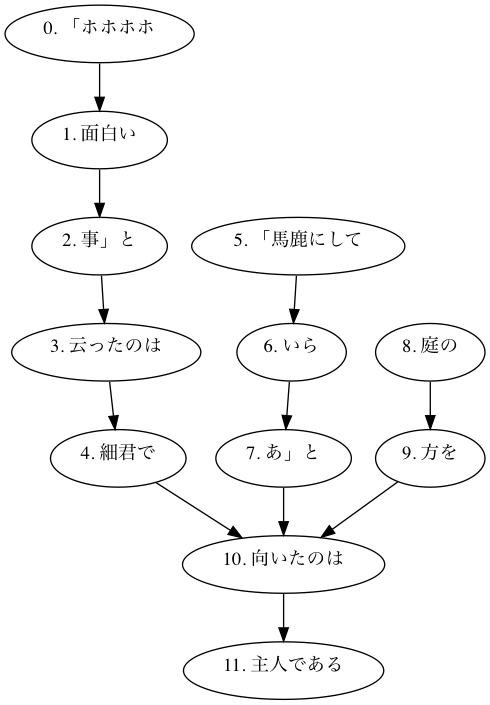 0. 「ホホホホ
1. 面白い
2. 事」と
5. 「馬鹿にして
3. 云ったのは
6. いら
8. 庭の
4. 細君で
7. あ」と
9. 方を
10. 向いたのは
11. 主人である